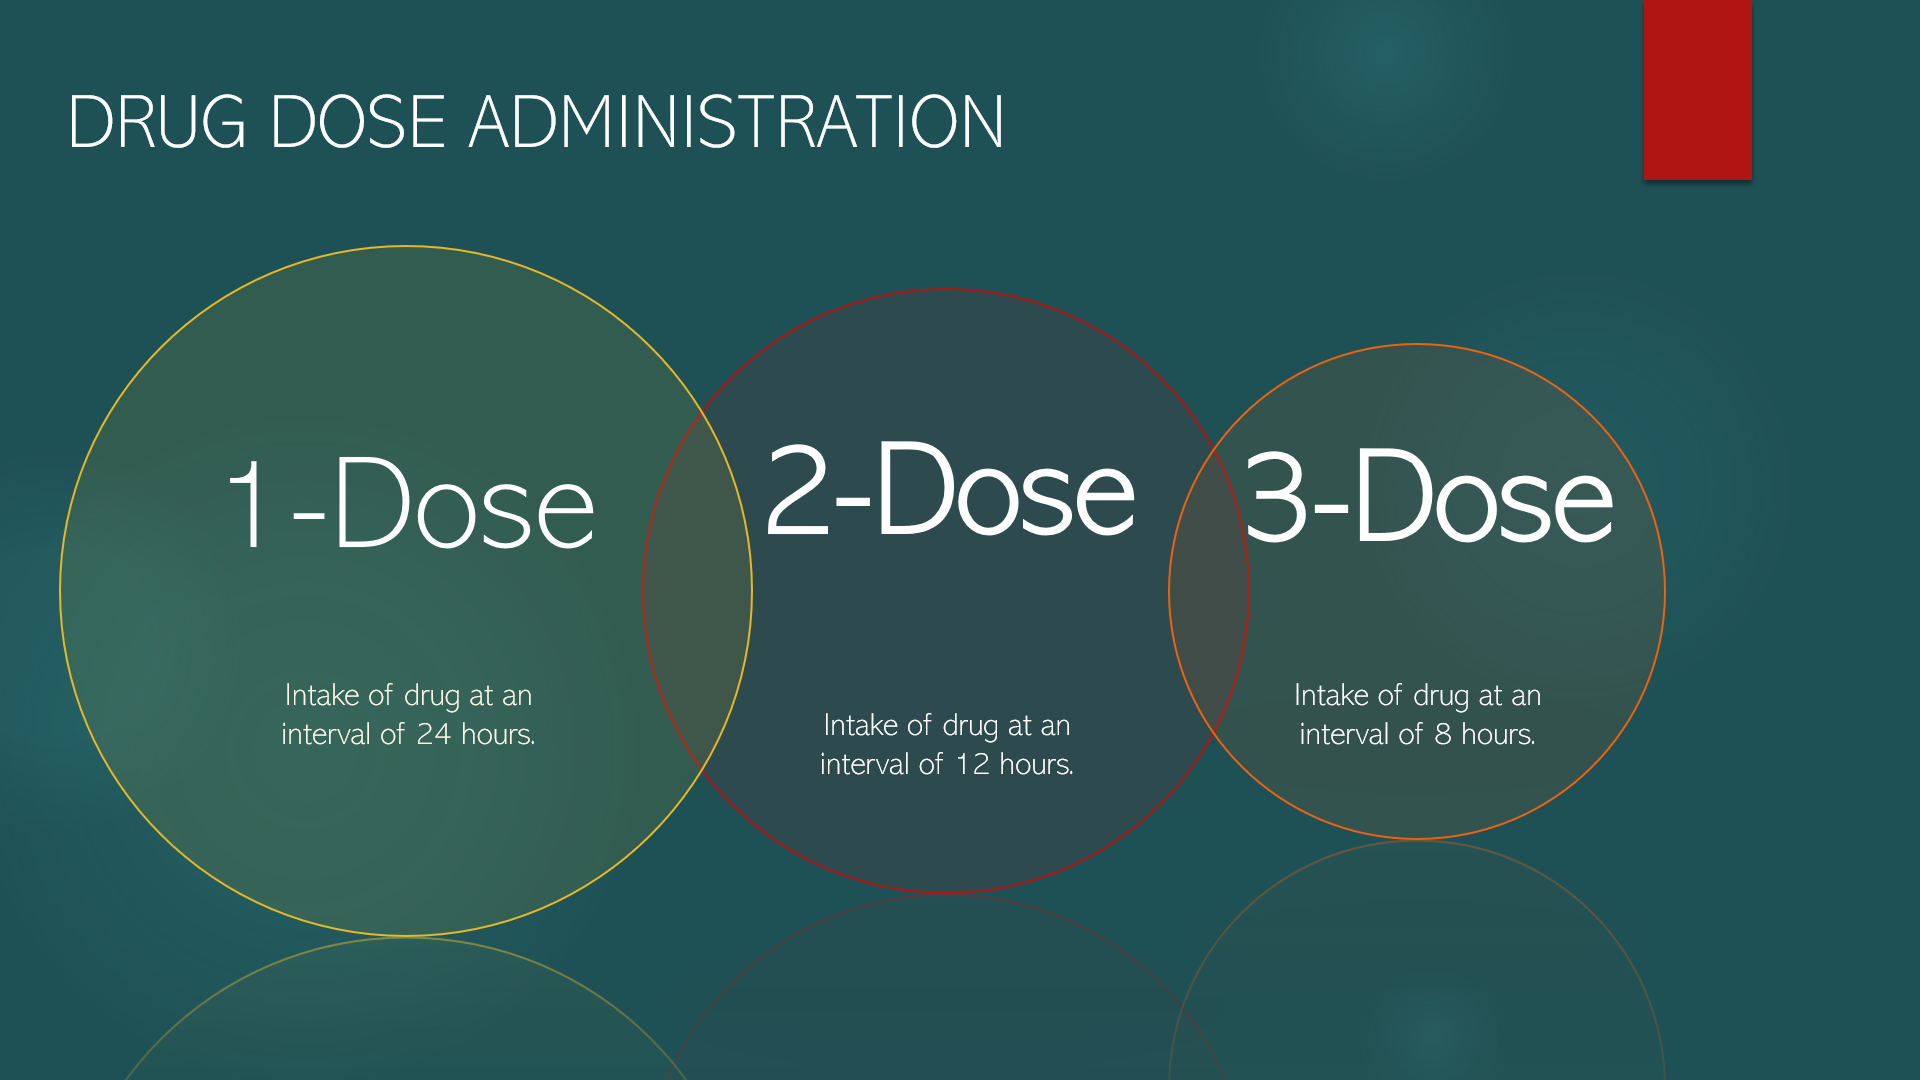 DRUG DOSE ADMINISTRATION
1-Dose
Intake of drug at an
interval of 24 hours.
2-Dose
Intake of drug at an
interval of 12 hours.
3-Dose
Intake of drug at an
interval of 8 hours.